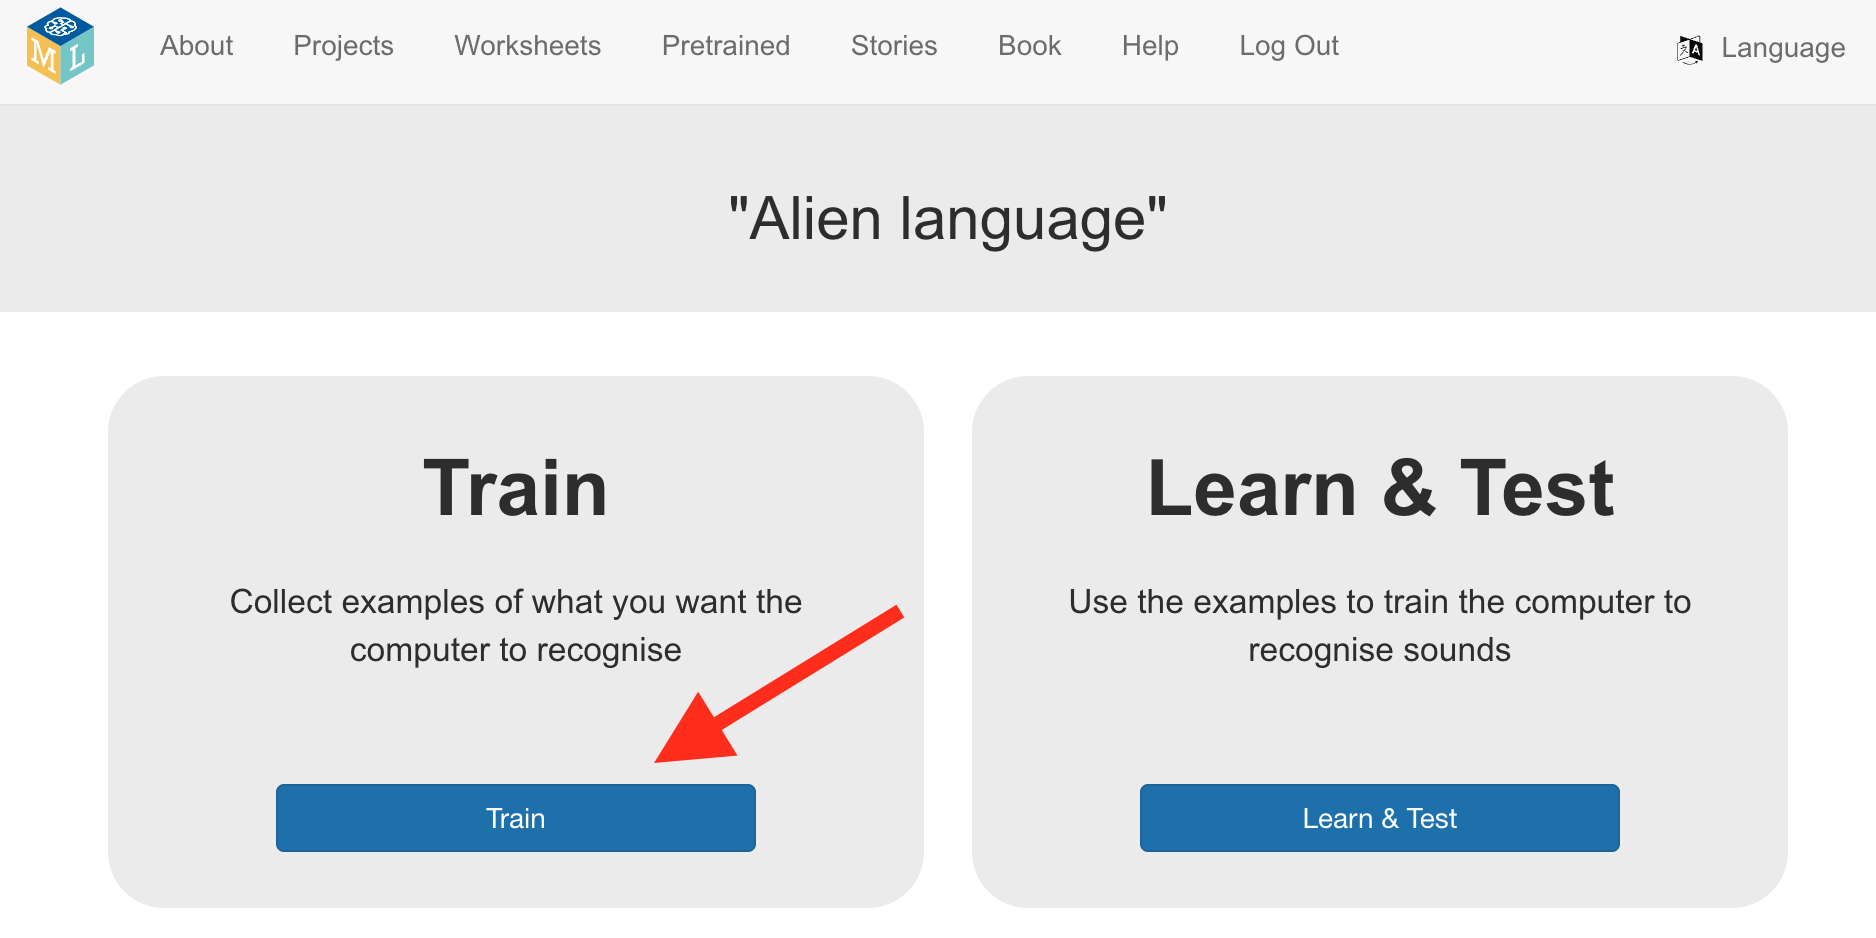 M L
About Projects Worksheets Pretrained Stories Book Help Log Out Language
"Alien language"
Train
Collect examples of what you want the
computer to recognise
Train
Learn & Test
Use the examples to train the computer to
recognise sounds
Learn & Test